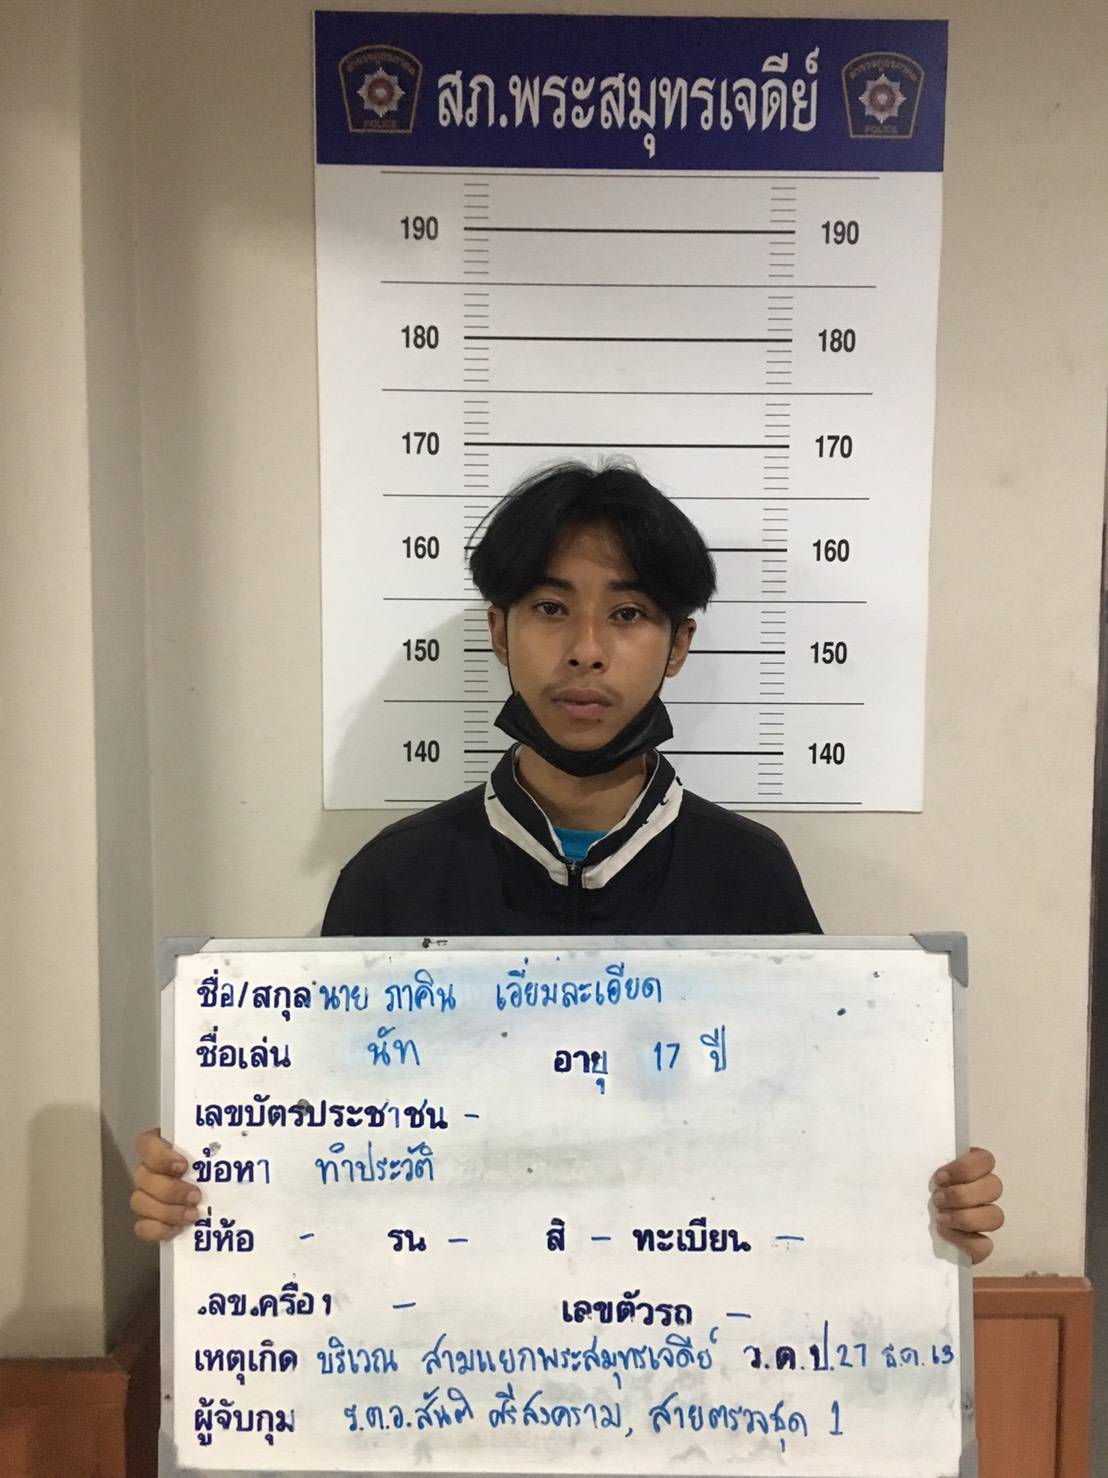 สภ.พระสมุทรเจดีย์
POLICE POLICE
190 190
180 180
170 170
160 160
150 150
140 140
ชื่อ/สกุล นาย ภาคิน เอี่ยมละเอียด
ชื่อเล่น นัท อายุ 17 ปี
เลขบัตรประชาชน -
ข้อหา ทำประวัติ
ยี่ห้อ - รน - สี - ทะเบียน -
.ลข.ครื่อง - เลขตัวรถ -
เหตุเกิด บริเวณ สามแยกพระสมุทรเจดีย์ ว.ด.ป.27 ธ.ค.63
ผู้จับกุม ร.ต.อ.สันติ ศรีสงคราม, สายตรวจชุด 1